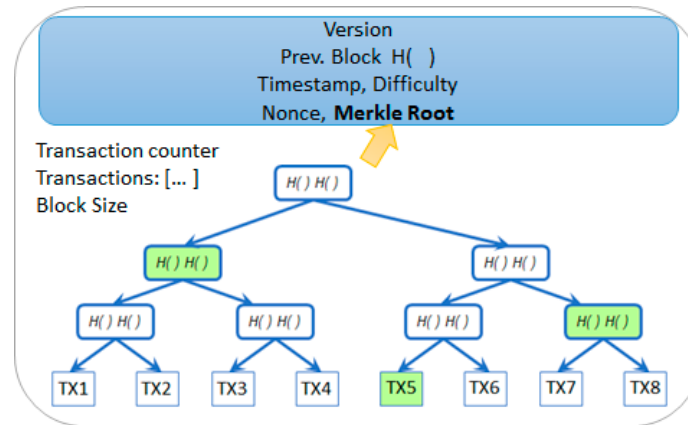 Version
Prev. Block H( )
Timestamp, Difficulty
Nonce, Merkle Root
Transaction counter
Transactions: [... ]
Block Size
H( ) H( )
H( ) H( )
H( ) H( )
H( ) H( )
H( ) H( )
H( ) H( )
H( ) H( )
TX1
TX2
TX3
TX4
TX5
TX6
TX7
TX8